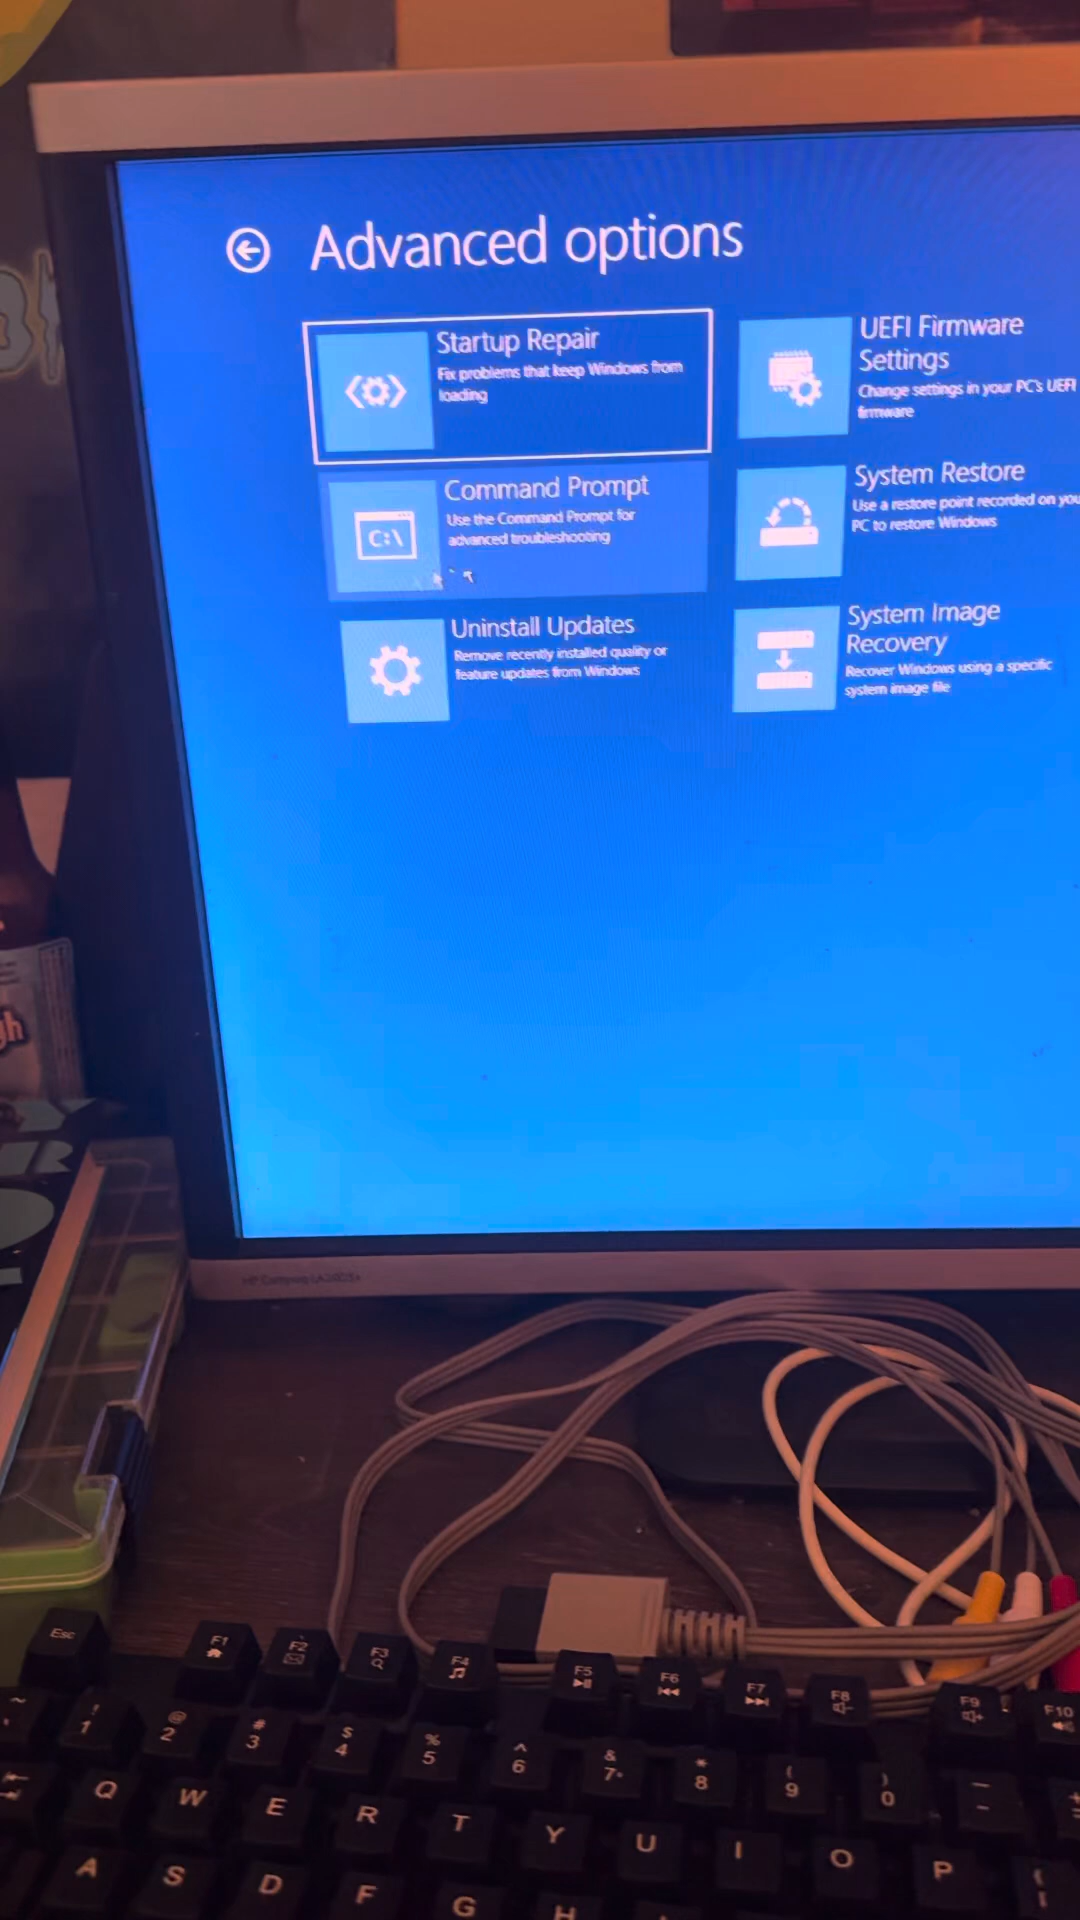 Advanced options
Startup Repair
Fix problems that keep Windows from
loading
UEFI Firmware
Settings
Change settings in your PC's UEFI
firmware
C:\
Command Prompt
Use the Command Prompt for
advanced troubleshooting
System Restore
Use a restore point recorded on you
PC to restore Windows
Uninstall Updates
Remove recently installed quality or
feature updates from Windows
System Image
Recovery
Recover Windows using a specific
system image file
gh
Esc F1 F2 F3 F4 F5 F6 F7 F8 F9 F10
~ ! @ # $ % ^ & * ( ) _
1 2 3 4 5 6 7 8 9 0 -
Q W E R T Y U I O P {
A S D F G H